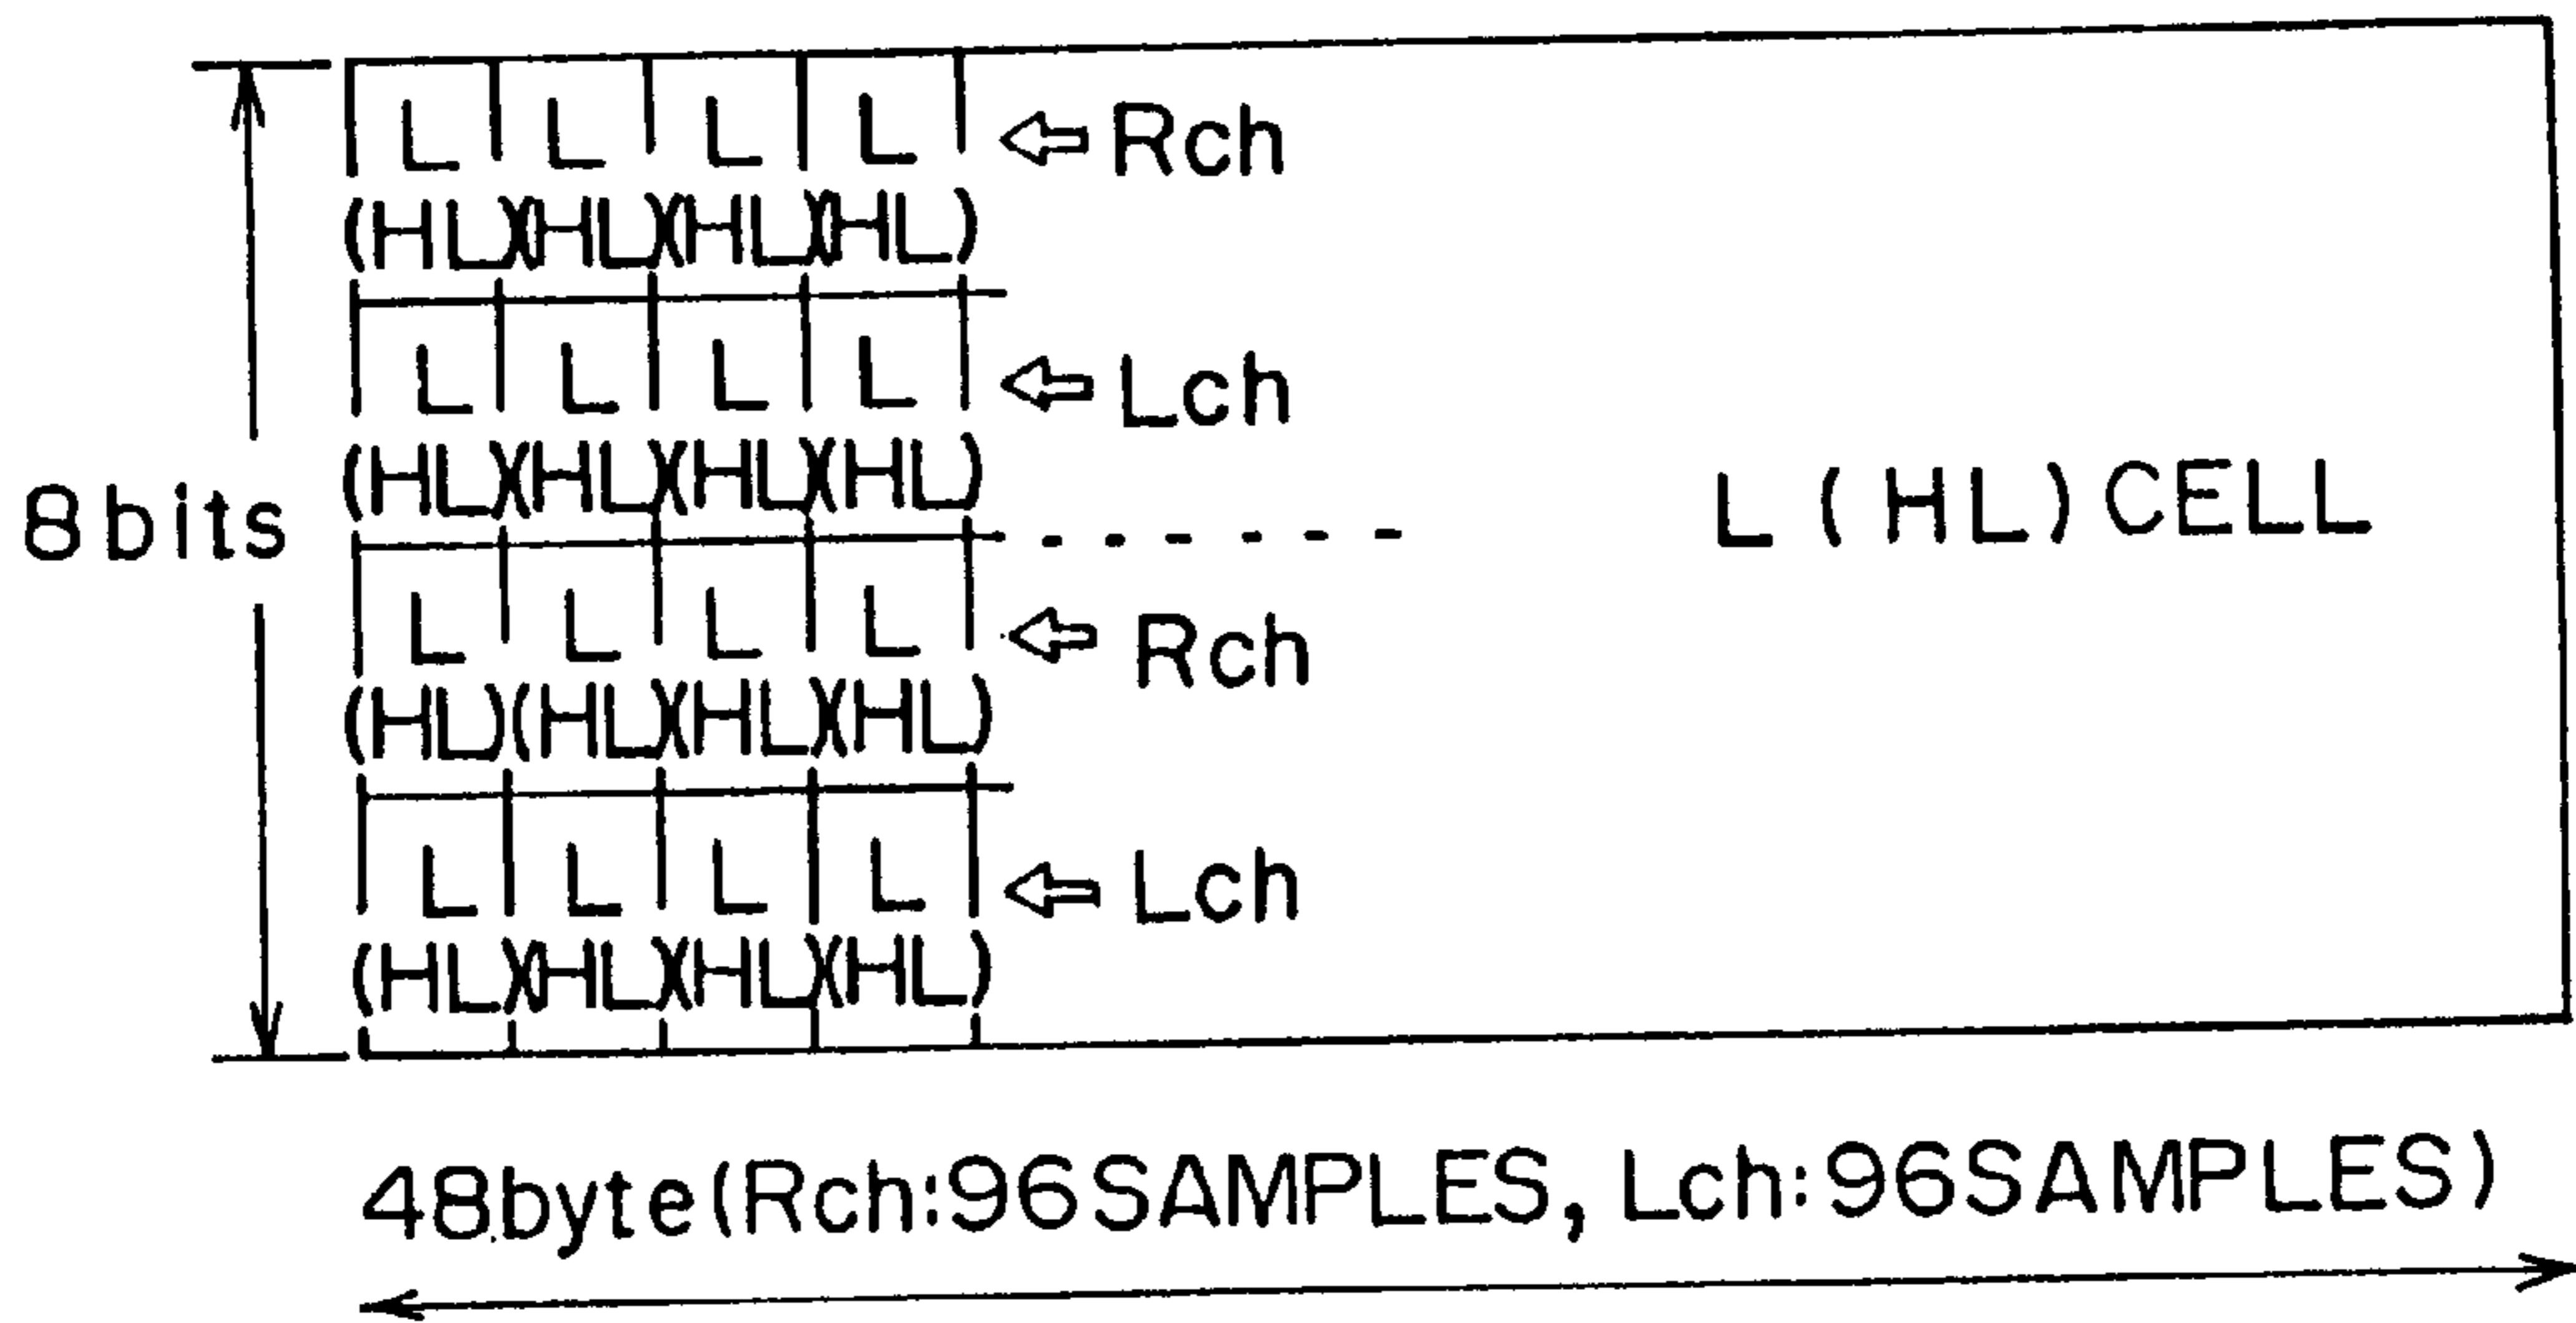 L L L L Rch
(HL)(HL)(HL)(HL)
L L L L Lch
(HL)(HL)(HL)(HL)
8bits
L(HL)CELL
L L L L Rch
(HL)(HL)(HL)(HL)
L L L L Lch
(HL)(HL)(HL)(HL)
48byte(Rch:96SAMPLES, Lch:96SAMPLES)